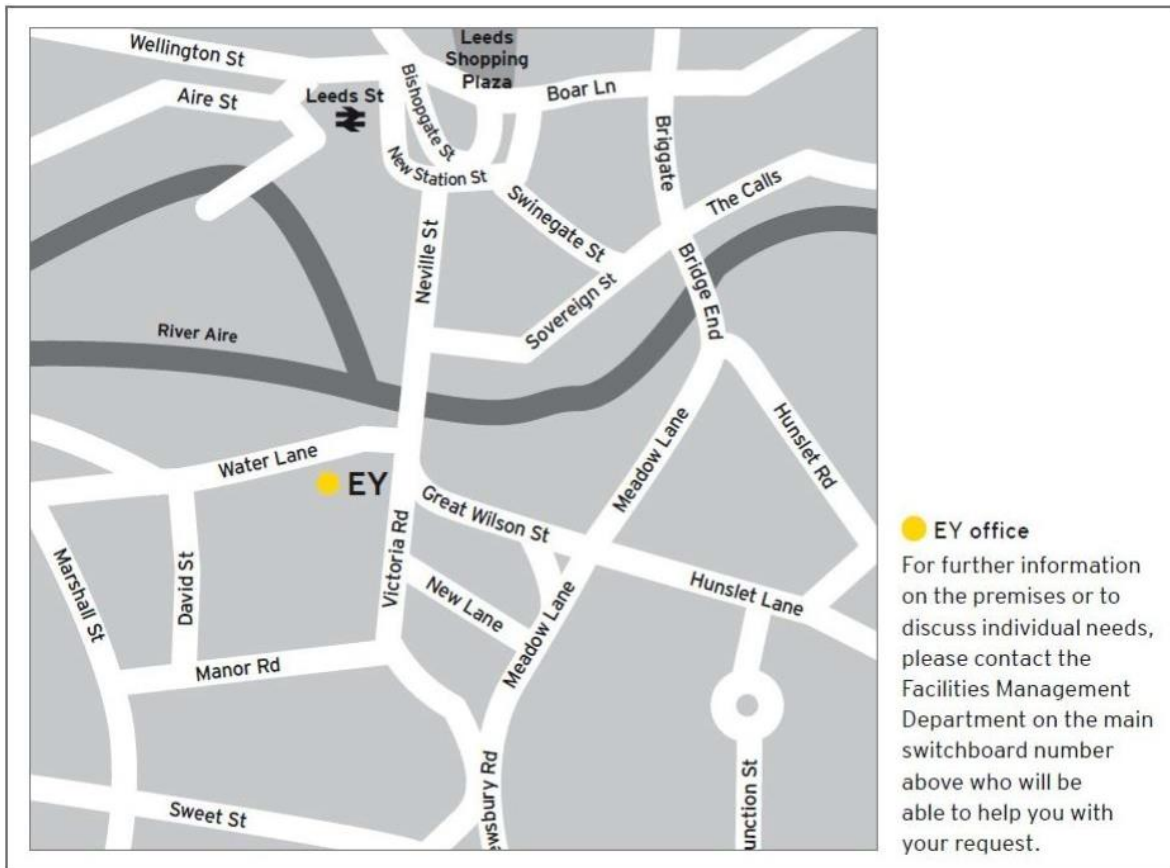 Wellington St
Leeds
Shopping
Plaza
Aire St
Leeds St
Bishopgate St
Boar Ln
Briggate
New Station St
The Calls
Swinegate St
Neville St
Bridge End
Sovereign St
River Aire
Water Lane
Meadow Lane
Hunslet Rd
EY
Great Wilson St
Victoria Rd
Marshall St
David St
New Lane
Hunslet Lane
Manor Rd
Meadow Lane
Sweet St
awsbury Rd
unction St
EY office
For further information
on the premises or to
discuss individual needs,
please contact the
Facilities Management
Department on the main
switchboard number
above who will be
able to help you with
your request.